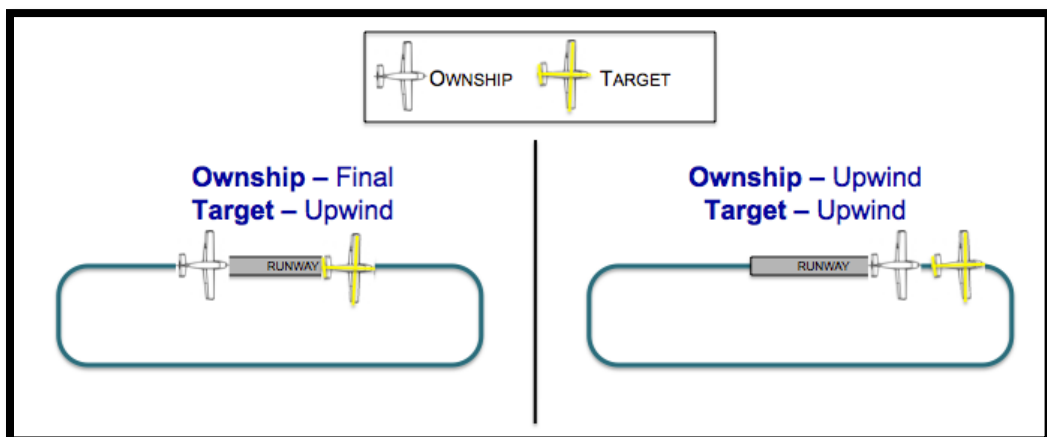 OWNSHIP TARGET
Ownship – Final
Target – Upwind
RUNWAY
Ownship – Upwind
Target – Upwind
RUNWAY